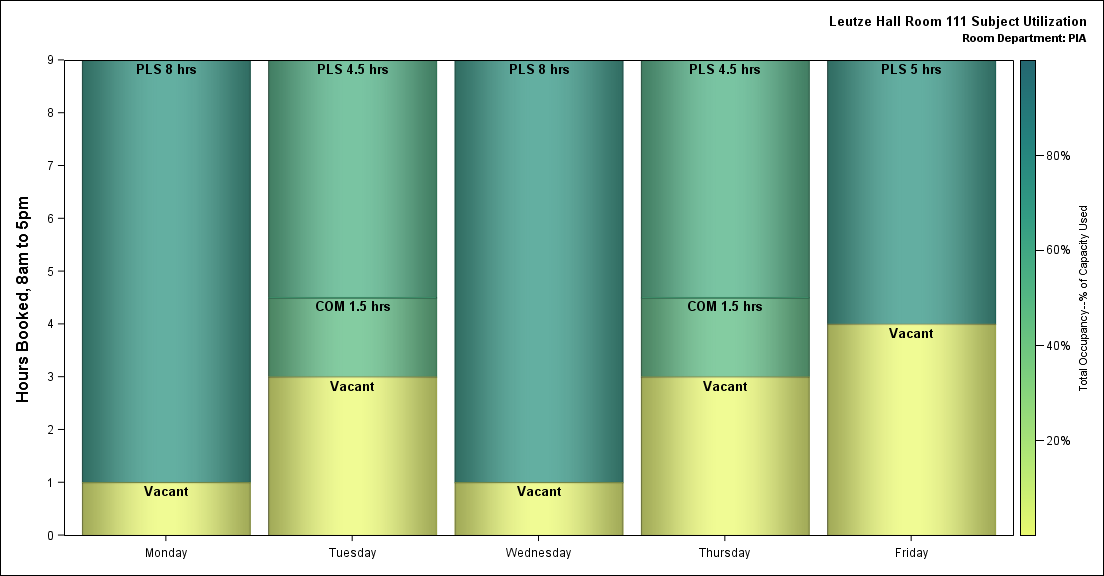 Leutze Hall Room 111 Subject Utilization
Room Department: PIA
Hours Booked, 8am to 5pm
9
8
7
6
5
4
3
2
1
0
PLS 8 hrs
Vacant
PLS 4.5 hrs
COM 1.5 hrs
Vacant
PLS 8 hrs
Vacant
PLS 4.5 hrs
COM 1.5 hrs
Vacant
PLS 5 hrs
Vacant
Monday
Tuesday
Wednesday
Thursday
Friday
80%
60%
40%
20%
Total Occupancy--% of Capacity Used